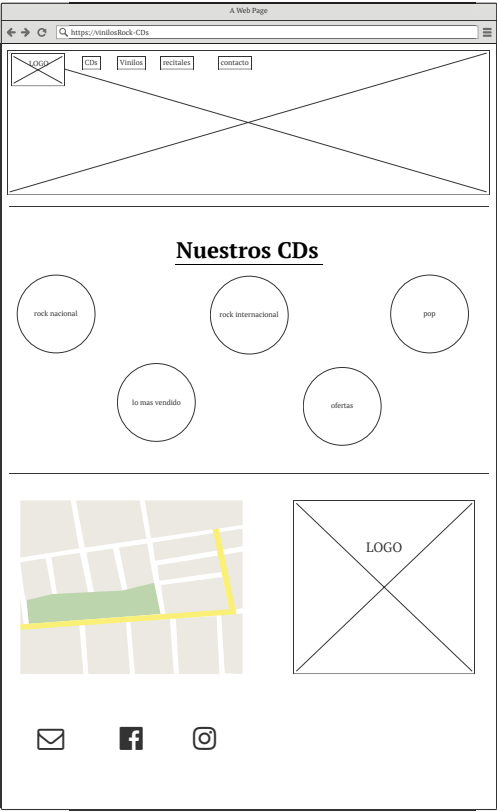 A Web Page
https://vinilosRock-CDs
LOGO
CDs
Vinilos
recitales
contacto
Nuestros CDs
rock nacional
rock internacional
pop
lo mas vendido
ofertas
LOGO